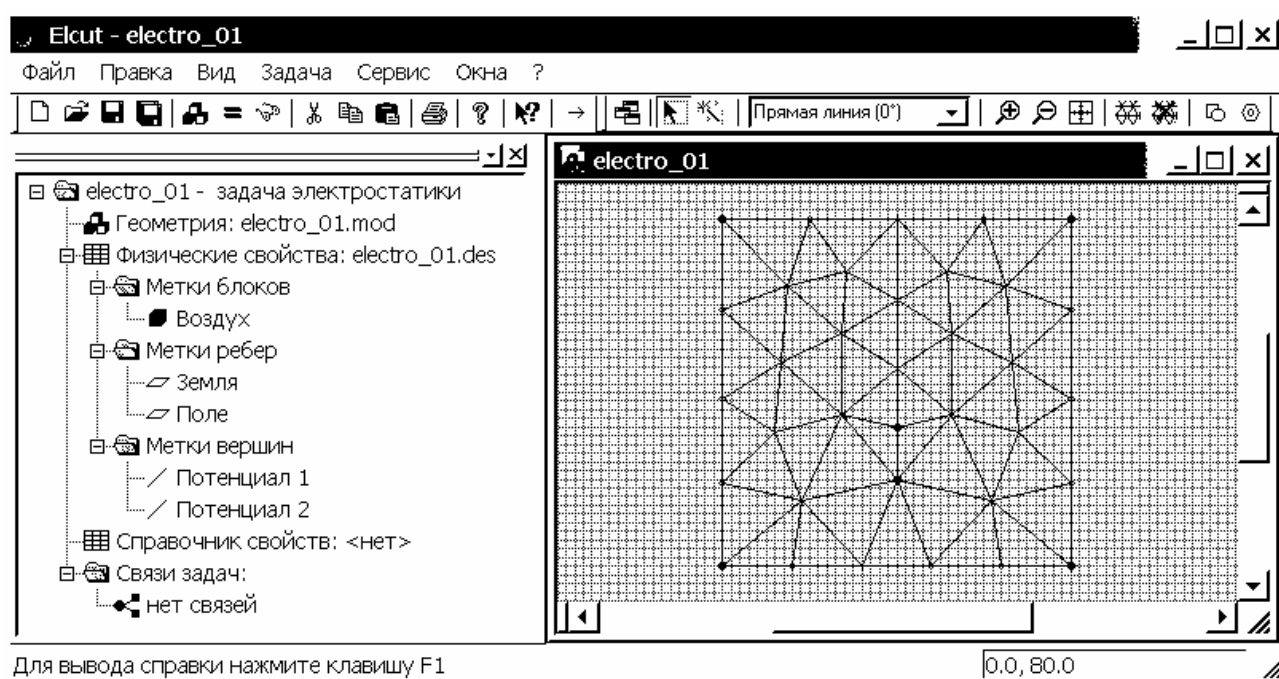 Elcut - electro_01
Файл Правка Вид Задача Сервис Окна ?
Прямая линия (0°)
electro_01 - задача электростатики
Геометрия: electro_01.mod
Физические свойства: electro_01.des
Метки блоков
Воздух
Метки ребер
Земля
Поле
Метки вершин
Потенциал 1
Потенциал 2
Справочник свойств: <нет>
Связи задач:
нет связей
electro_01
Для вывода справки нажмите клавишу F1
0.0, 80.0